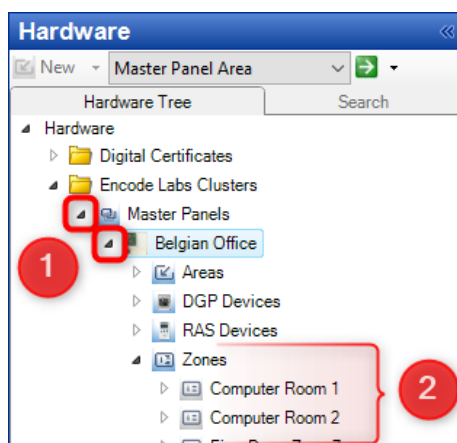 Hardware
New Master Panel Area
Hardware Tree Search
Hardware
Digital Certificates
Encode Labs Clusters
Master Panels
Belgian Office
1
Areas
DGP Devices
RAS Devices
Zones
Computer Room 1
2
Computer Room 2